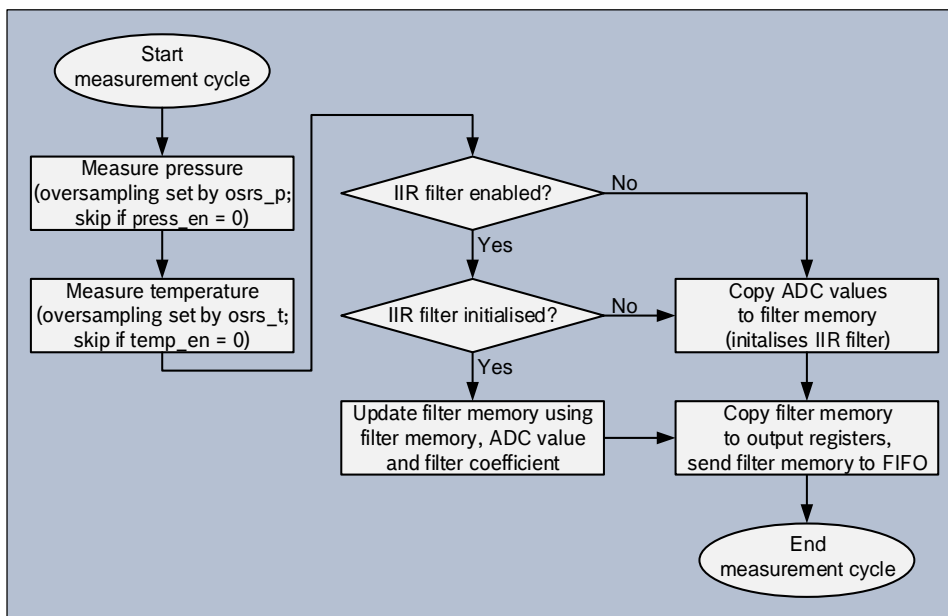 Start
measurement cycle
Measure pressure
(oversampling set by osrs_p;
skip if press_en = 0)
Measure temperature
(oversampling set by osrs_t;
skip if temp_en = 0)
IIR filter enabled?
No
Yes
IIR filter initialised?
No
Yes
Copy ADC values
to filter memory
(initalises IIR filter)
Update filter memory using
filter memory, ADC value
and filter coefficient
Copy filter memory
to output registers,
send filter memory to FIFO
End
measurement cycle